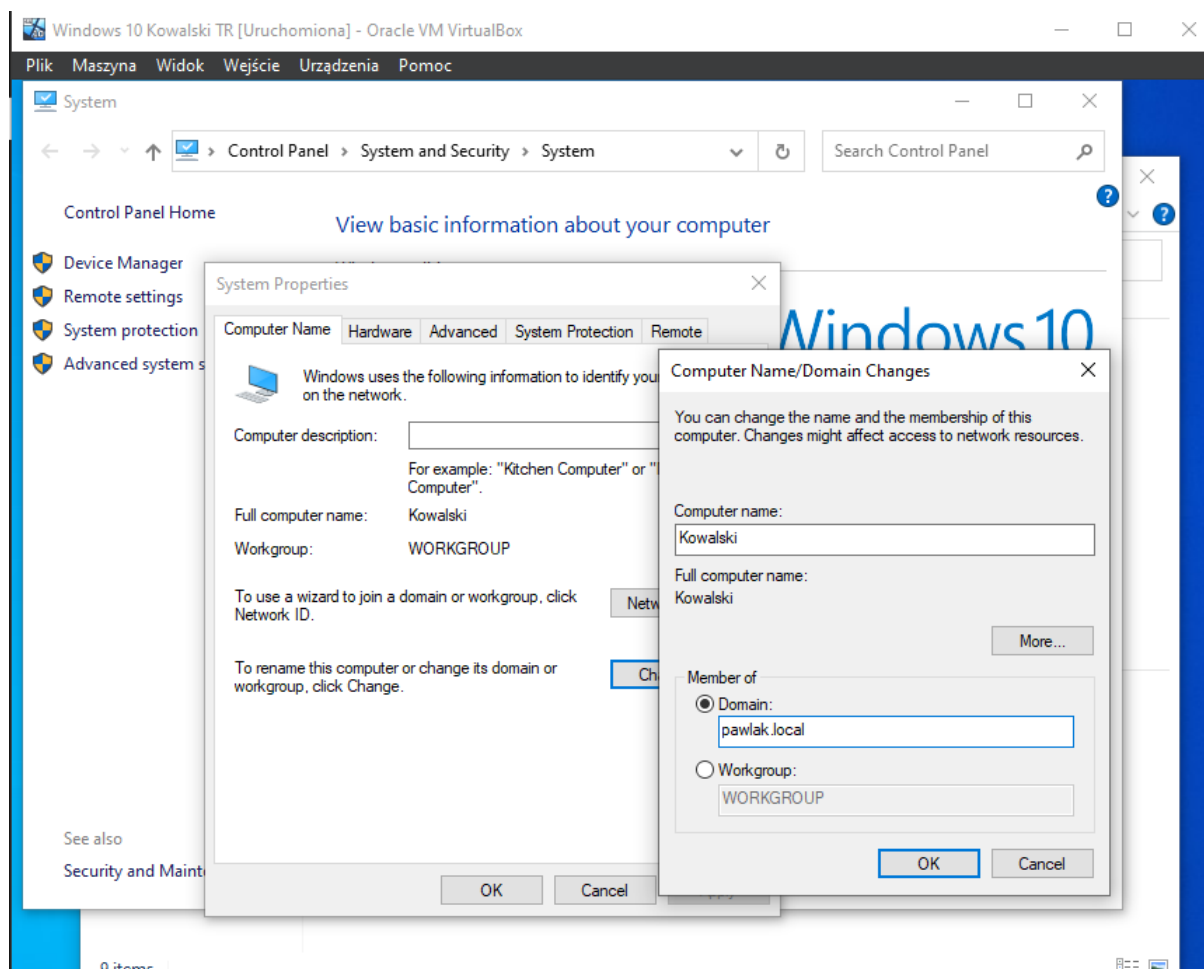 Windows 10 Kowalski TR [Uruchomiona] - Oracle VM VirtualBox
Plik Maszyna Widok Wejście Urządzenia Pomoc
System
Control Panel > System and Security > System
Search Control Panel
Control Panel Home
View basic information about your computer
Device Manager
Remote settings
System protection
Advanced system s
Windows 10
System Properties
Computer Name Hardware Advanced System Protection Remote
Windows uses the following information to identify your
on the network.
Computer description:
For example: "Kitchen Computer" or "
Computer".
Full computer name: Kowalski
Workgroup: WORKGROUP
To use a wizard to join a domain or workgroup, click
Network ID.
Netw
To rename this computer or change its domain or
workgroup, click Change.
Ch
OK Cancel
Computer Name/Domain Changes
You can change the name and the membership of this
computer. Changes might affect access to network resources.
Computer name:
Kowalski
Full computer name:
Kowalski
More...
Member of
Domain:
pawlak.local
Workgroup:
WORKGROUP
OK Cancel
See also
Security and Maint
9 items